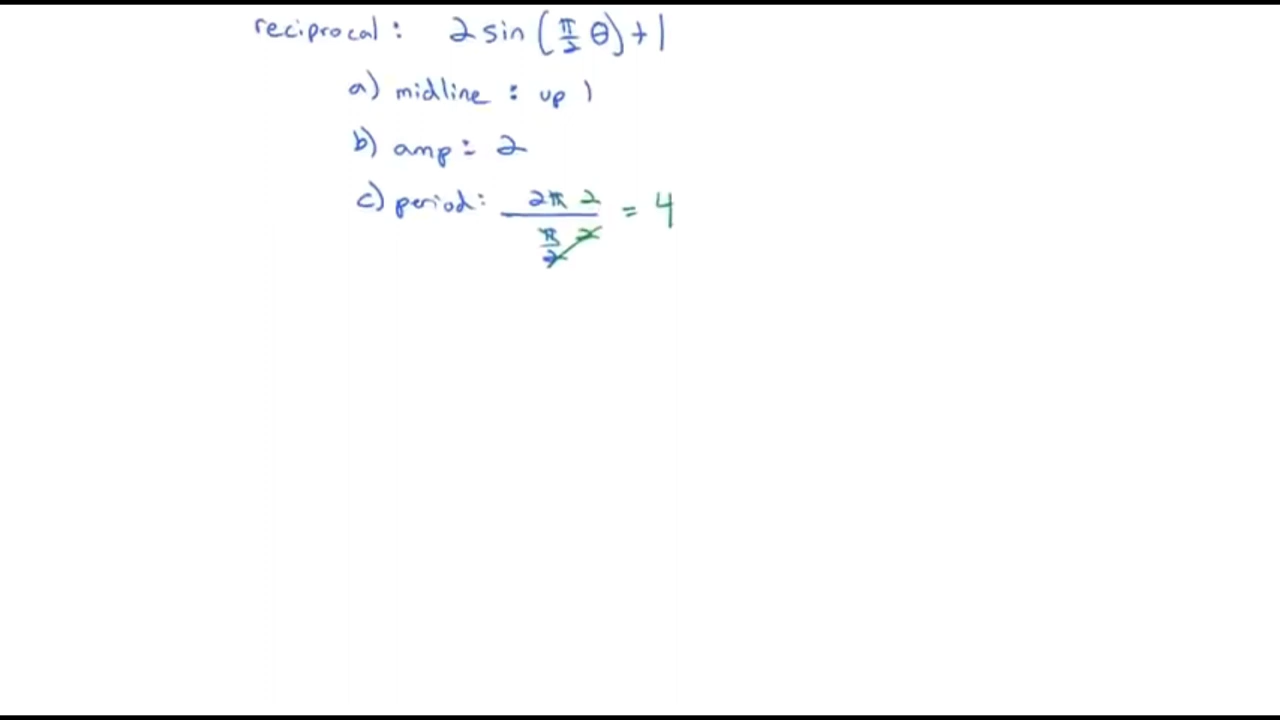 reciprocal: 2 sin (π/2 θ) + 1
a) midline: up 1
b) amp: 2
c) period: 2π 2 / (π/2 2) = 4